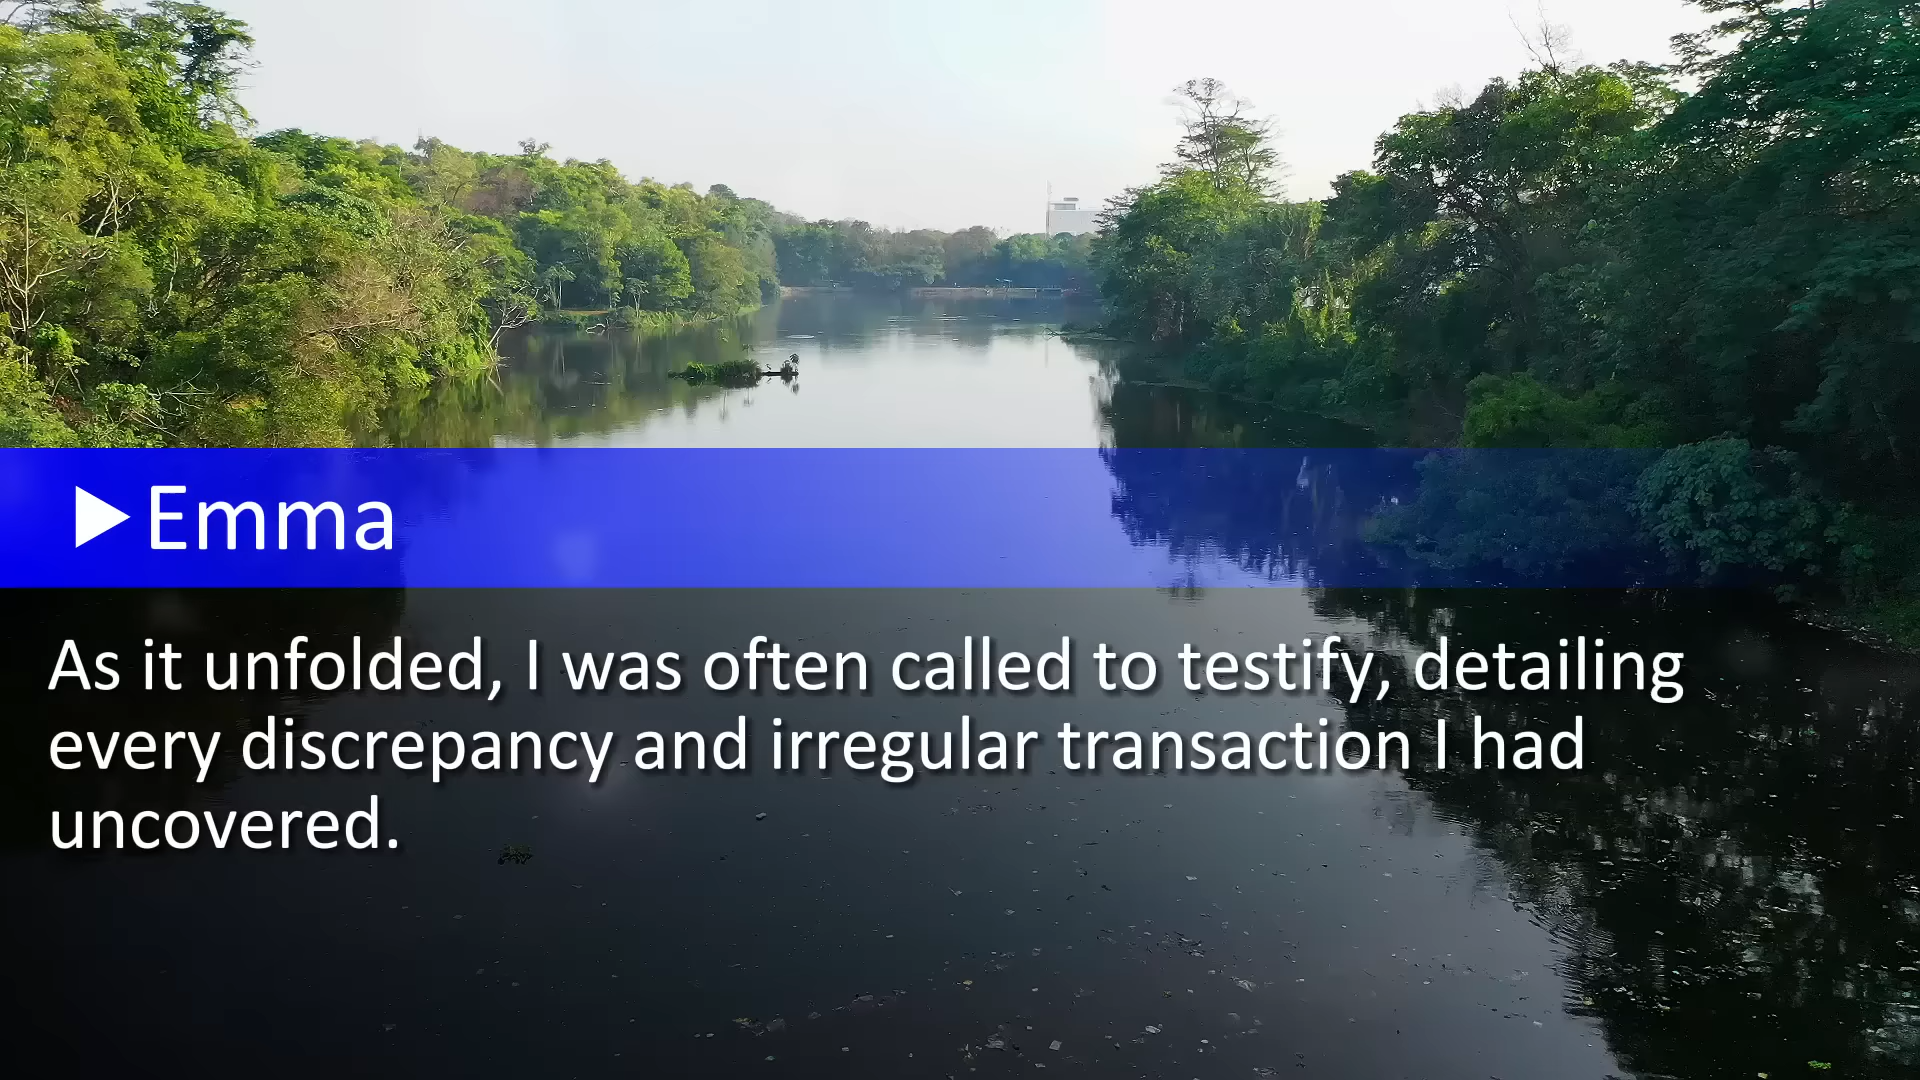 Emma
As it unfolded, I was often called to testify, detailing
every discrepancy and irregular transaction I had
uncovered.